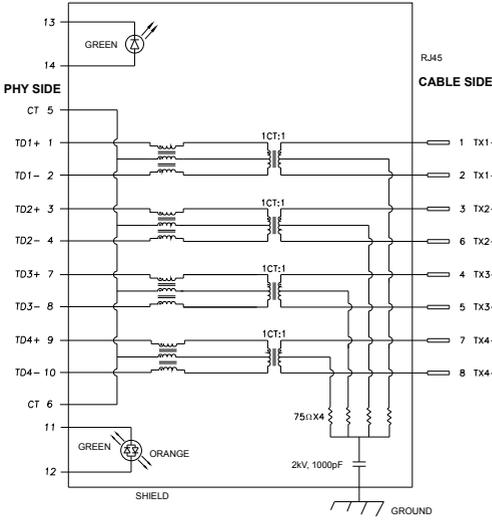 13
GREEN
14
RJ45
PHY SIDE
CABLE SIDE
CT 5
1CT:1
TD1+ 1
1 TX1-
TD1- 2
2 TX1-
1CT:1
TD2+ 3
3 TX2-
TD2- 4
6 TX2-
1CT:1
TD3+ 7
4 TX3-
TD3- 8
5 TX3-
1CT:1
TD4+ 9
7 TX4-
TD4- 10
8 TX4-
CT 6
75ΩX4
11
GREEN
ORANGE
12
2kV, 1000pF
SHIELD
GROUND